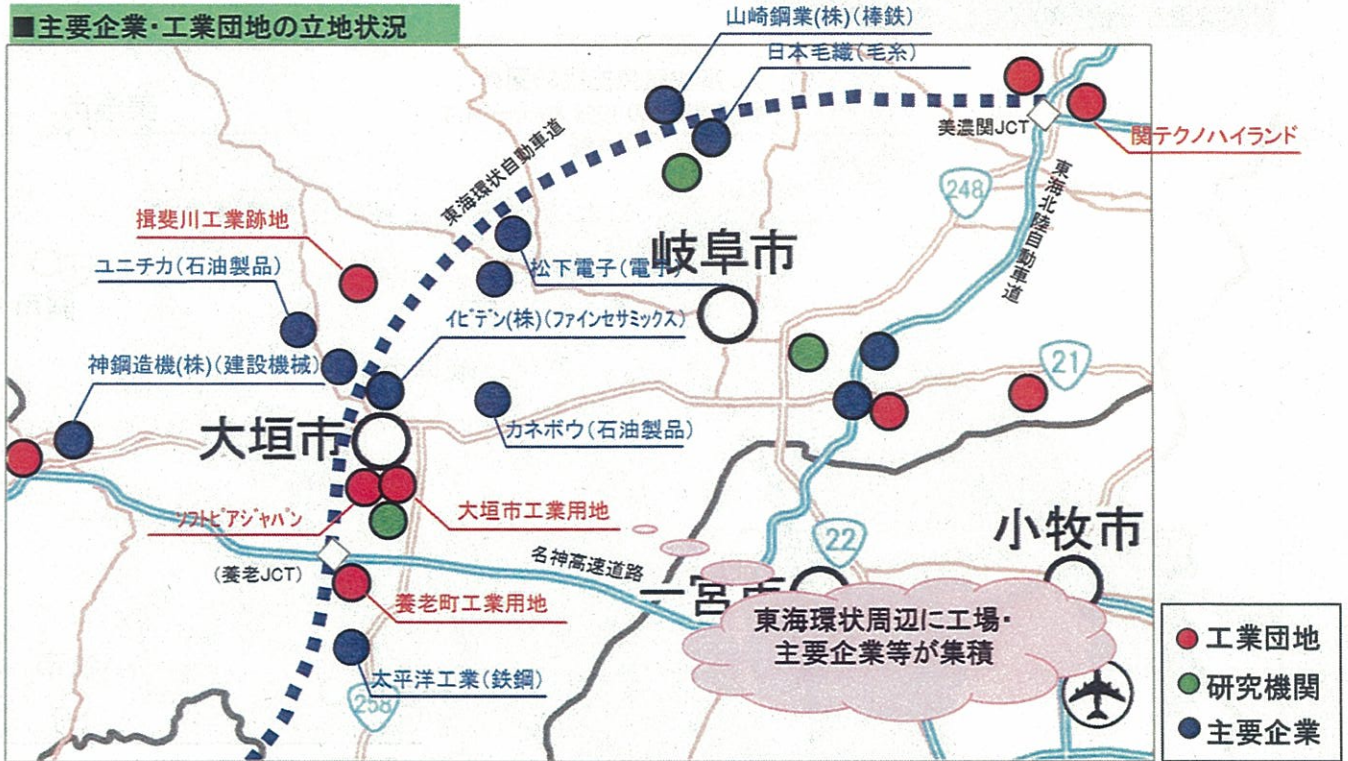 ■主要企業・工業団地の立地状況
山崎鋼業(株)(棒鉄)
日本毛織(毛糸)
美濃関JCT
関テクノハイランド
東海環状自動車道
248
東海北陸自動車道
揖斐川工業跡地
岐阜市
ユニチカ(石油製品)
松下電子(電子)
イビデン(株)(ファインセサミックス)
神鋼造機(株)(建設機械)
21
大垣市
カネボウ(石油製品)
ソフトピアジャパン
大垣市工業用地
22
小牧市
(養老JCT)
名神高速道路
養老町工業用地
一宮市
東海環状周辺に工場・
主要企業等が集積
太平洋工業(鉄鋼)
258
工業団地
研究機関
主要企業